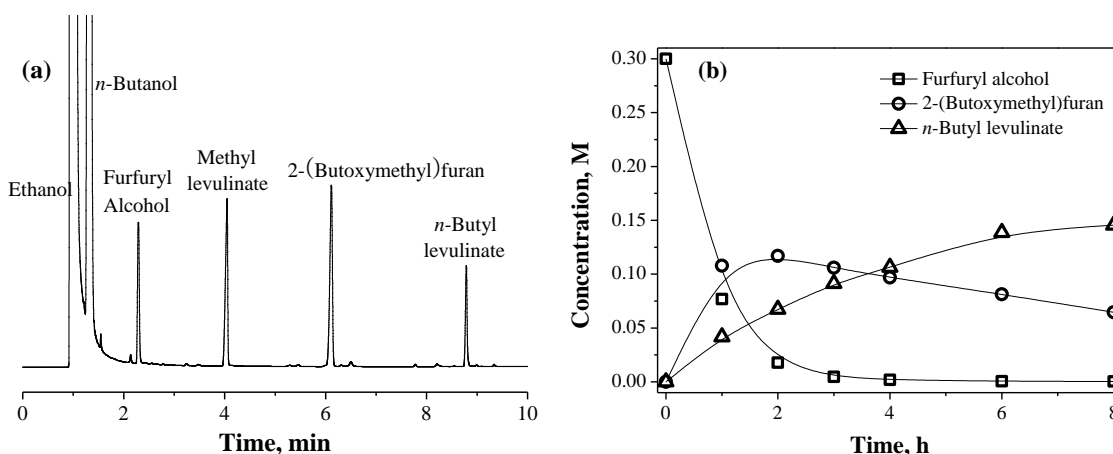 (a)
n-Butanol
Ethanol
Furfuryl
Alcohol
Methyl
levulinate
2-(Butoxymethyl)furan
n-Butyl
levulinate
0
2
4
6
8
10
Time, min
(b)
Furfuryl alcohol
2-(Butoxymethyl)furan
n-Butyl levulinate
0.30
0.25
0.20
0.15
0.10
0.05
0.00
Concentration, M
0
2
4
6
8
Time, h